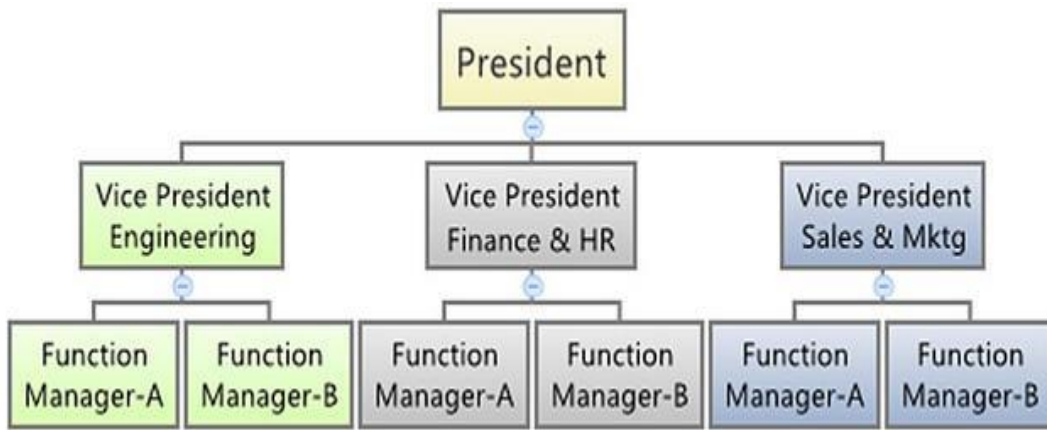 President
Vice President
Engineering
Vice President
Finance & HR
Vice President
Sales & Mktg
Function
Manager-A
Function
Manager-B
Function
Manager-A
Function
Manager-B
Function
Manager-A
Function
Manager-B